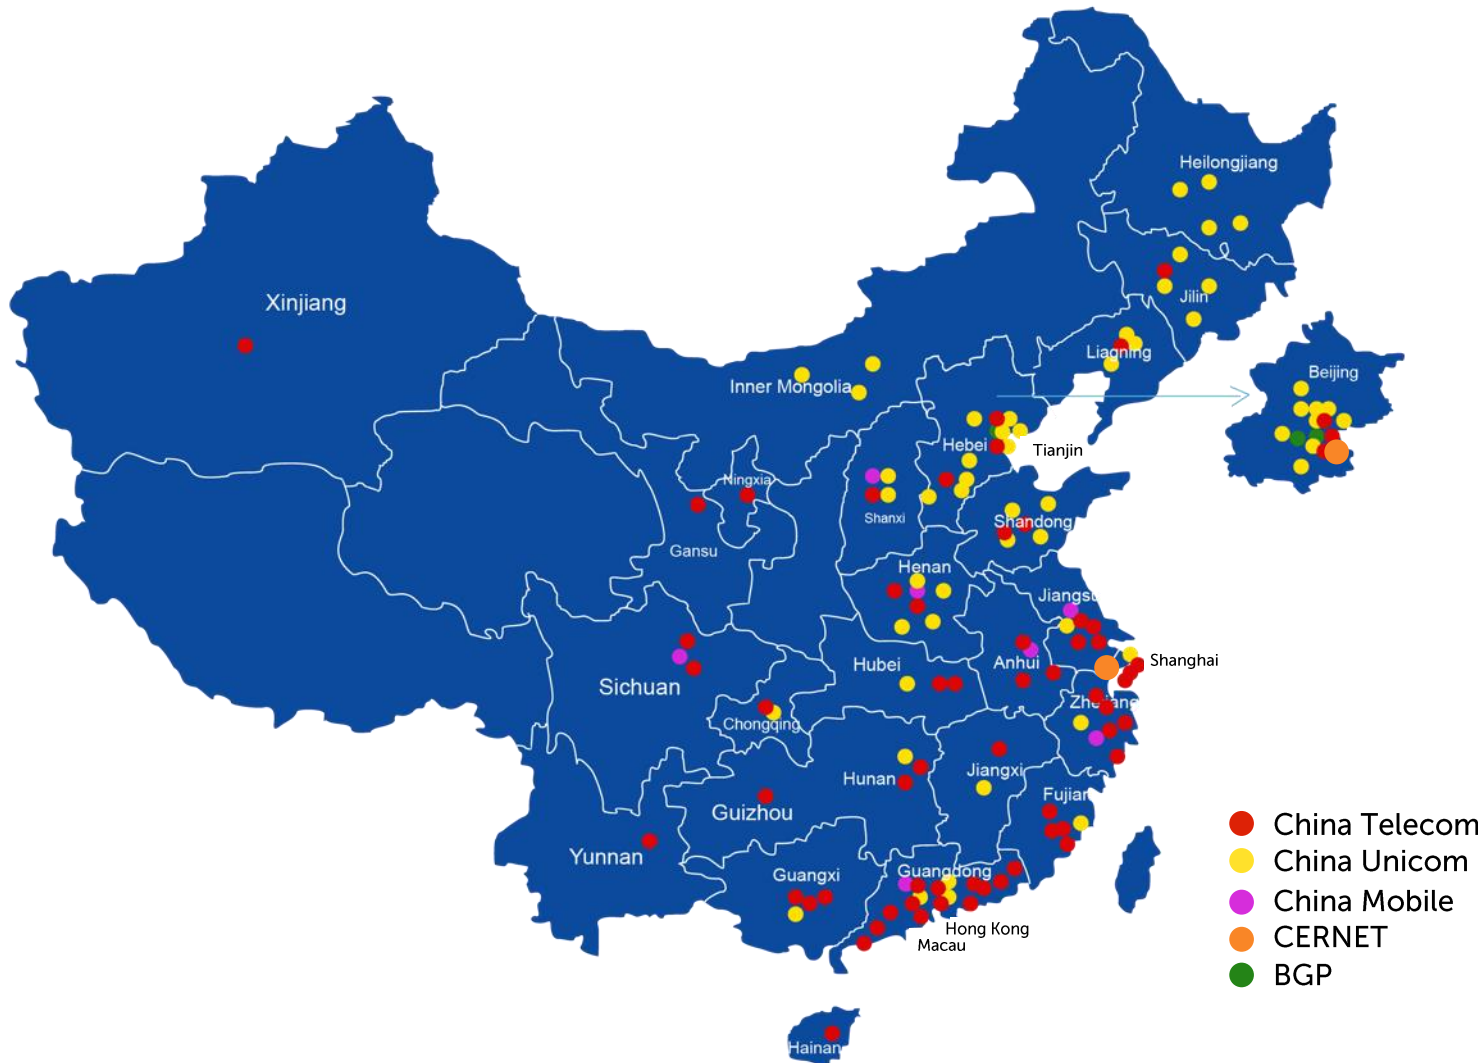 Heilongjiang
Xinjiang
Jilin
Liaoning
Beijing
Inner Mongolia
Hebei
Tianjin
Ningxia
Shanxi
Shandong
Gansu
Henan
Jiangsu
Shanghai
Hubei
Anhui
Sichuan
Zhejiang
Chongqing
Hunan
Jiangxi
Fujian
Guizhou
Yunnan
Guangxi
Guangdong
Hong Kong
Macau
Hainan
China Telecom
China Unicom
China Mobile
CERNET
BGP